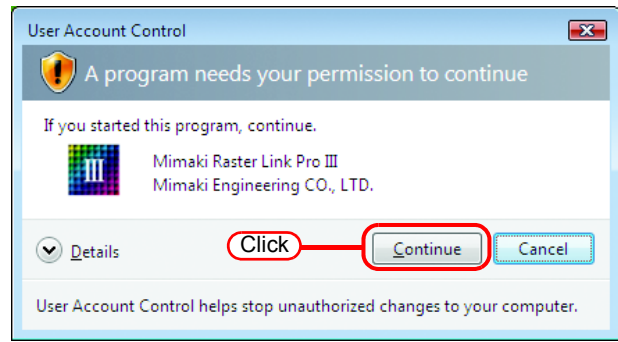 User Account Control
A program needs your permission to continue
If you started this program, continue.
III
Mimaki Raster Link Pro III
Mimaki Engineering CO., LTD.
Details
Click
Continue
Cancel
User Account Control helps stop unauthorized changes to your computer.